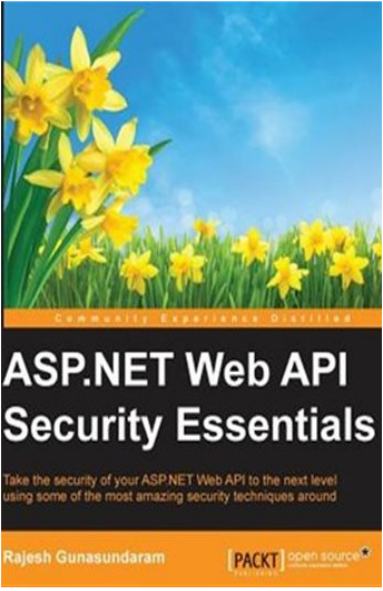 Community Experience Distilled
ASP.NET Web API
Security Essentials
Take the security of your ASP.NET Web API to the next level
using some of the most amazing security techniques around
Rajesh Gunasundaram
[PACKT] open source*
PUBLISHING